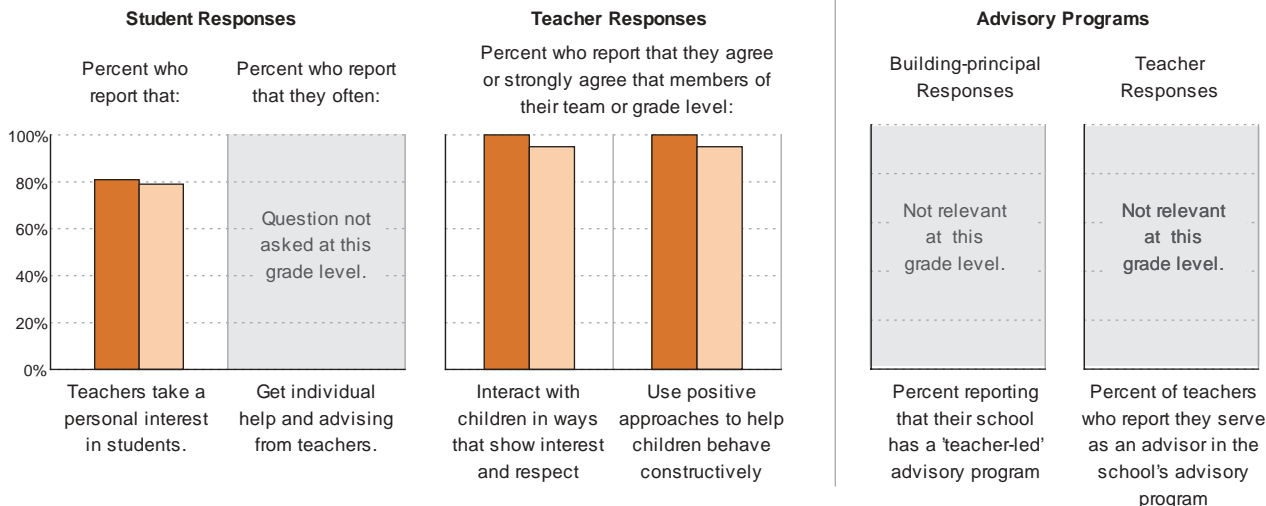 Student Responses
Percent who
report that:
Percent who report
that they often:
100%
80%
60%
40%
20%
0%
Question not
asked at this
grade level.
Teachers take a
personal interest
in students.
Get individual
help and advising
from teachers.
Teacher Responses
Percent who report that they agree
or strongly agree that members of
their team or grade level:
Interact with
children in ways
that show interest
and respect
Use positive
approaches to help
children behave
constructively
Advisory Programs
Building-principal
Responses
Not relevant
at this
grade level.
Percent reporting
that their school
has a 'teacher-led'
advisory program
Teacher
Responses
Not relevant
at this
grade level.
Percent of teachers
who report they serve
as an advisor in the
school's advisory
program